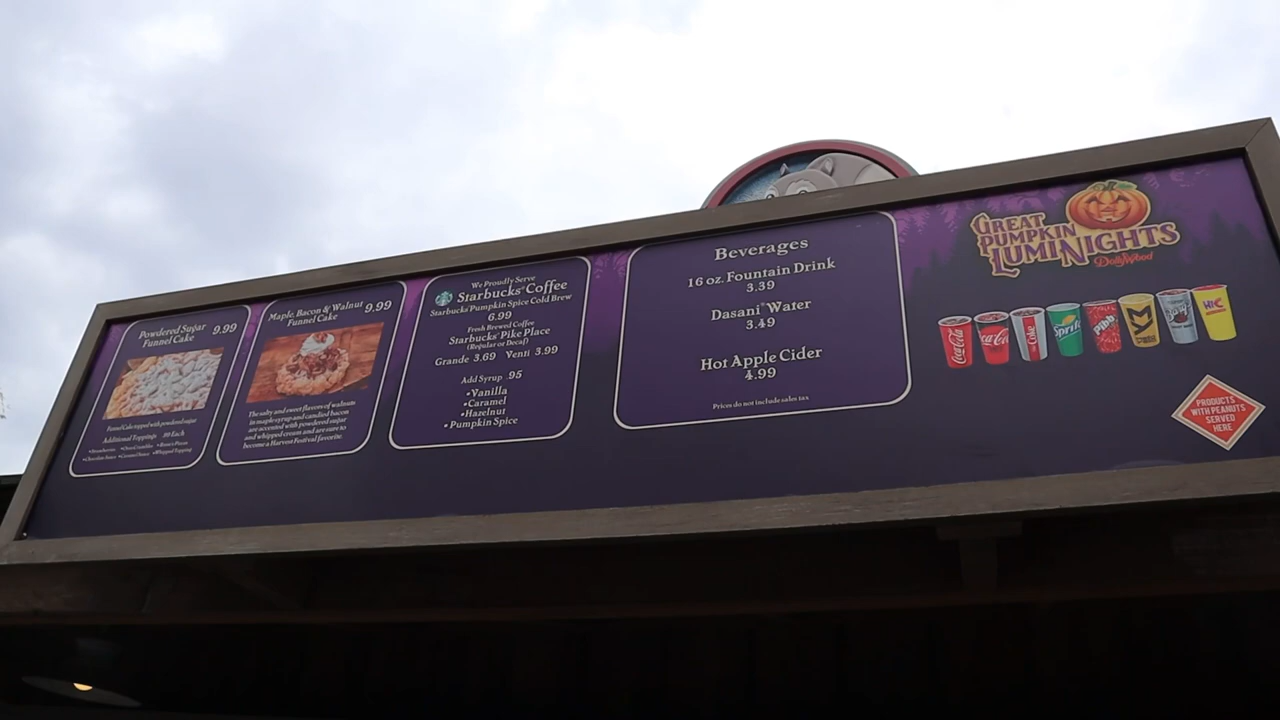 Powdered Sugar 9.99
Funnel Cake
Funnel Cake topped with powdered sugar
Additional Toppings .99 Each
Maple, Bacon & Walnut 9.99
Funnel Cake
The salty and sweet flavors of walnuts
in maple syrup and candied bacon
are accented with powdered sugar
and whipped cream and are sure to
become a Harvest Festival favorite.
We Proudly Serve
Starbucks® Coffee
Starbucks® Pumpkin Spice Cold Brew
6.99
Fresh Brewed Coffee
Starbucks® Pike Place
(Regular or Decaf)
Grande 3.69 Venti 3.99
Add Syrup .95
•Vanilla
•Caramel
•Hazelnut
•Pumpkin Spice
Beverages
16 oz. Fountain Drink
3.39
Dasani® Water
3.49
Hot Apple Cider
4.99
Prices do not include sales tax
GREAT
PUMPKIN
LUMINIGHTS
Dollywood
Coca-Cola
Coca-Cola
Coke
Sprite
Pibb
Barq's
HI-C
PRODUCTS
WITH PEANUTS
SERVED
HERE